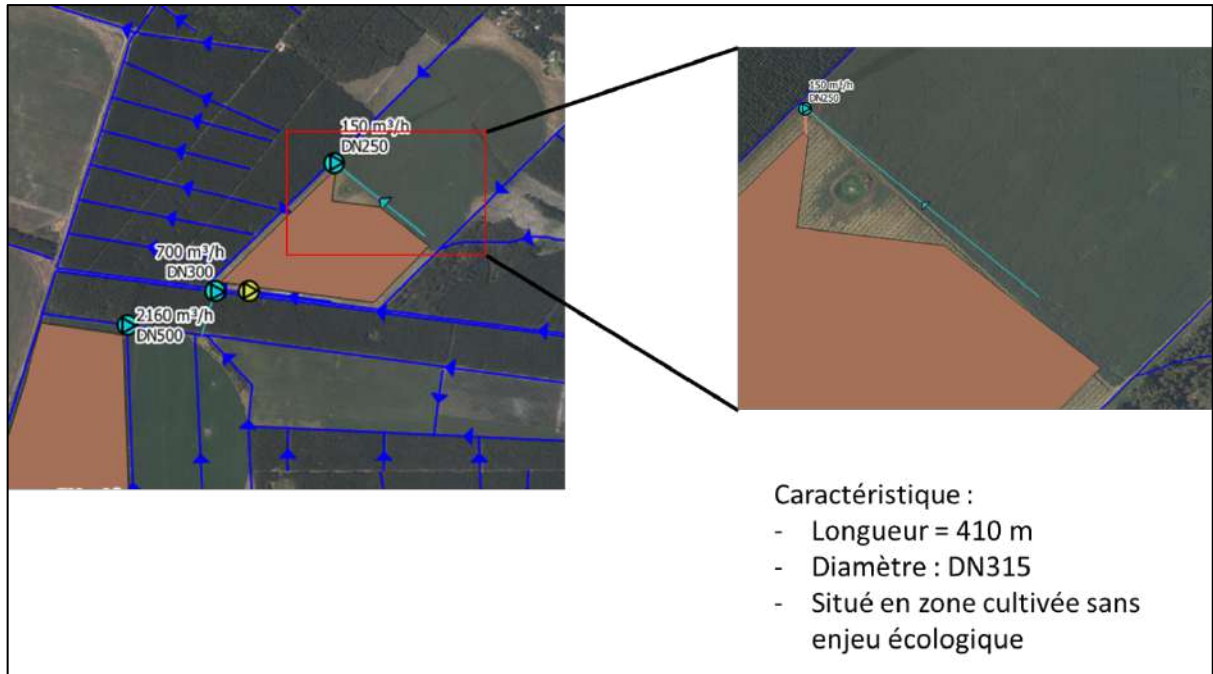 150 m³/h
DN250
700 m³/h
DN300
2160 m³/h
DN500
150 m³/h
DN250
Caractéristique :
- Longueur = 410 m
- Diamètre : DN315
- Situé en zone cultivée sans
enjeu écologique